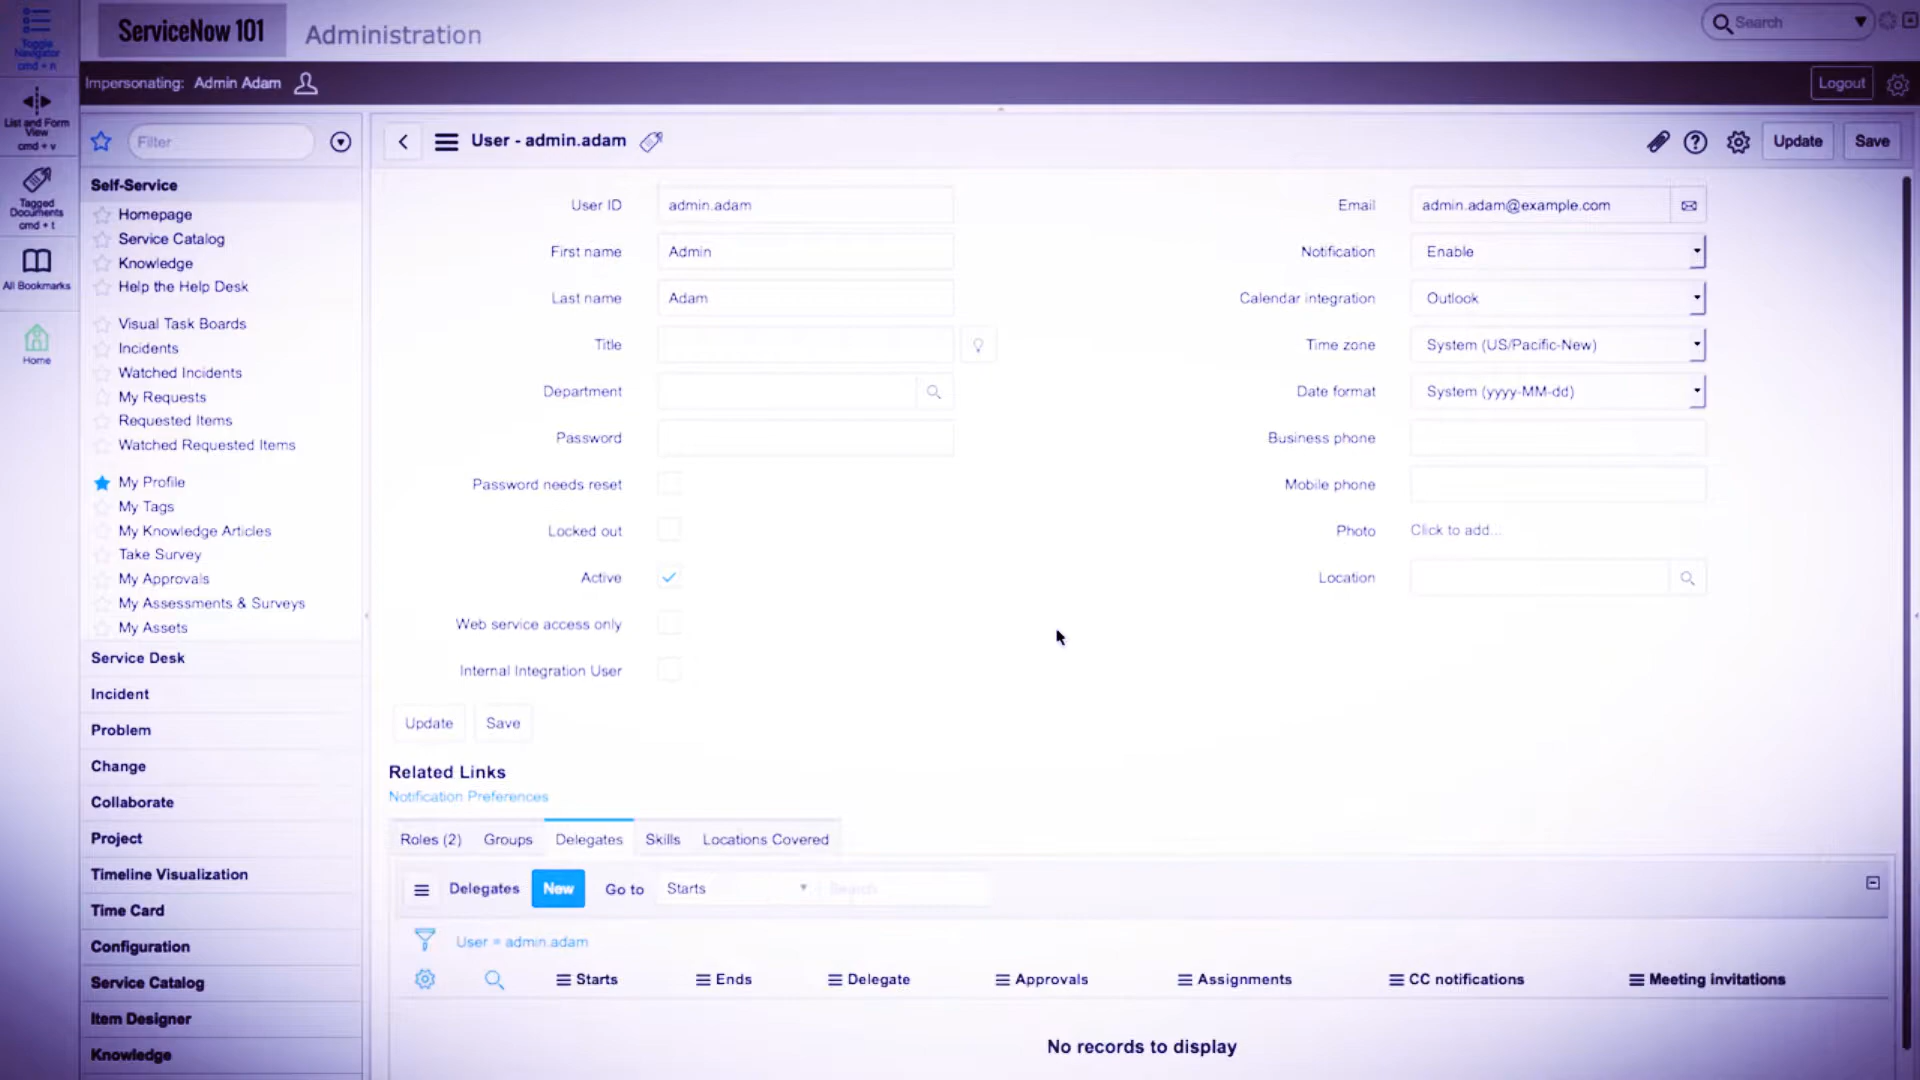 Toggle
Navigator
cmd + n
List and Form
View
cmd + v
Tagged
Documents
cmd + t
All Bookmarks
Home
ServiceNow 101
Administration
Search
Impersonating: Admin Adam
Logout
Filter
Self-Service
Homepage
Service Catalog
Knowledge
Help the Help Desk
Visual Task Boards
Incidents
Watched Incidents
My Requests
Requested Items
Watched Requested Items
My Profile
My Tags
My Knowledge Articles
Take Survey
My Approvals
My Assessments & Surveys
My Assets
Service Desk
Incident
Problem
Change
Collaborate
Project
Timeline Visualization
Time Card
Configuration
Service Catalog
Item Designer
Knowledge
User - admin.adam
Update Save
User ID admin.adam
First name Admin
Last name Adam
Title
Department
Password
Password needs reset
Locked out
Active
Web service access only
Internal Integration User
Email admin.adam@example.com
Notification Enable
Calendar integration Outlook
Time zone System (US/Pacific-New)
Date format System (yyyy-MM-dd)
Business phone
Mobile phone
Photo Click to add...
Location
Update Save
Related Links
Notification Preferences
Roles (2) Groups Delegates Skills Locations Covered
Delegates New Go to Starts Search
User = admin.adam
Starts Ends Delegate Approvals Assignments CC notifications Meeting invitations
No records to display